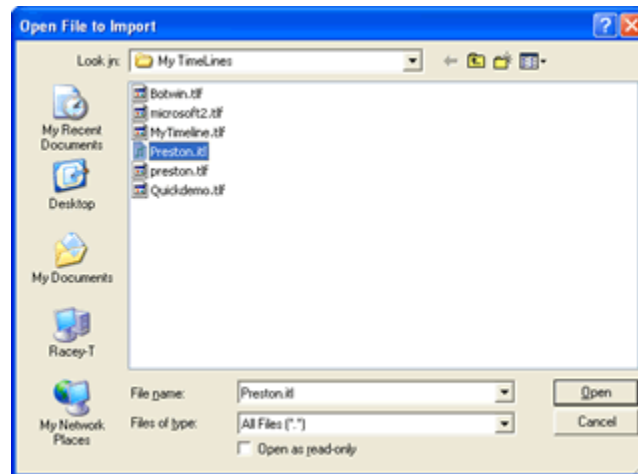 Open File to Import
Look in:
My TimeLines
Botwin.tlf
microsoft2.tlf
MyTimeline.tlf
Preston.itl
preston.tlf
Quickdemo.tlf
My Recent
Documents
Desktop
My Documents
Racey-T
My Network
Places
File name:
Preston.itl
Open
Files of type:
All Files (*.*)
Cancel
Open as read-only